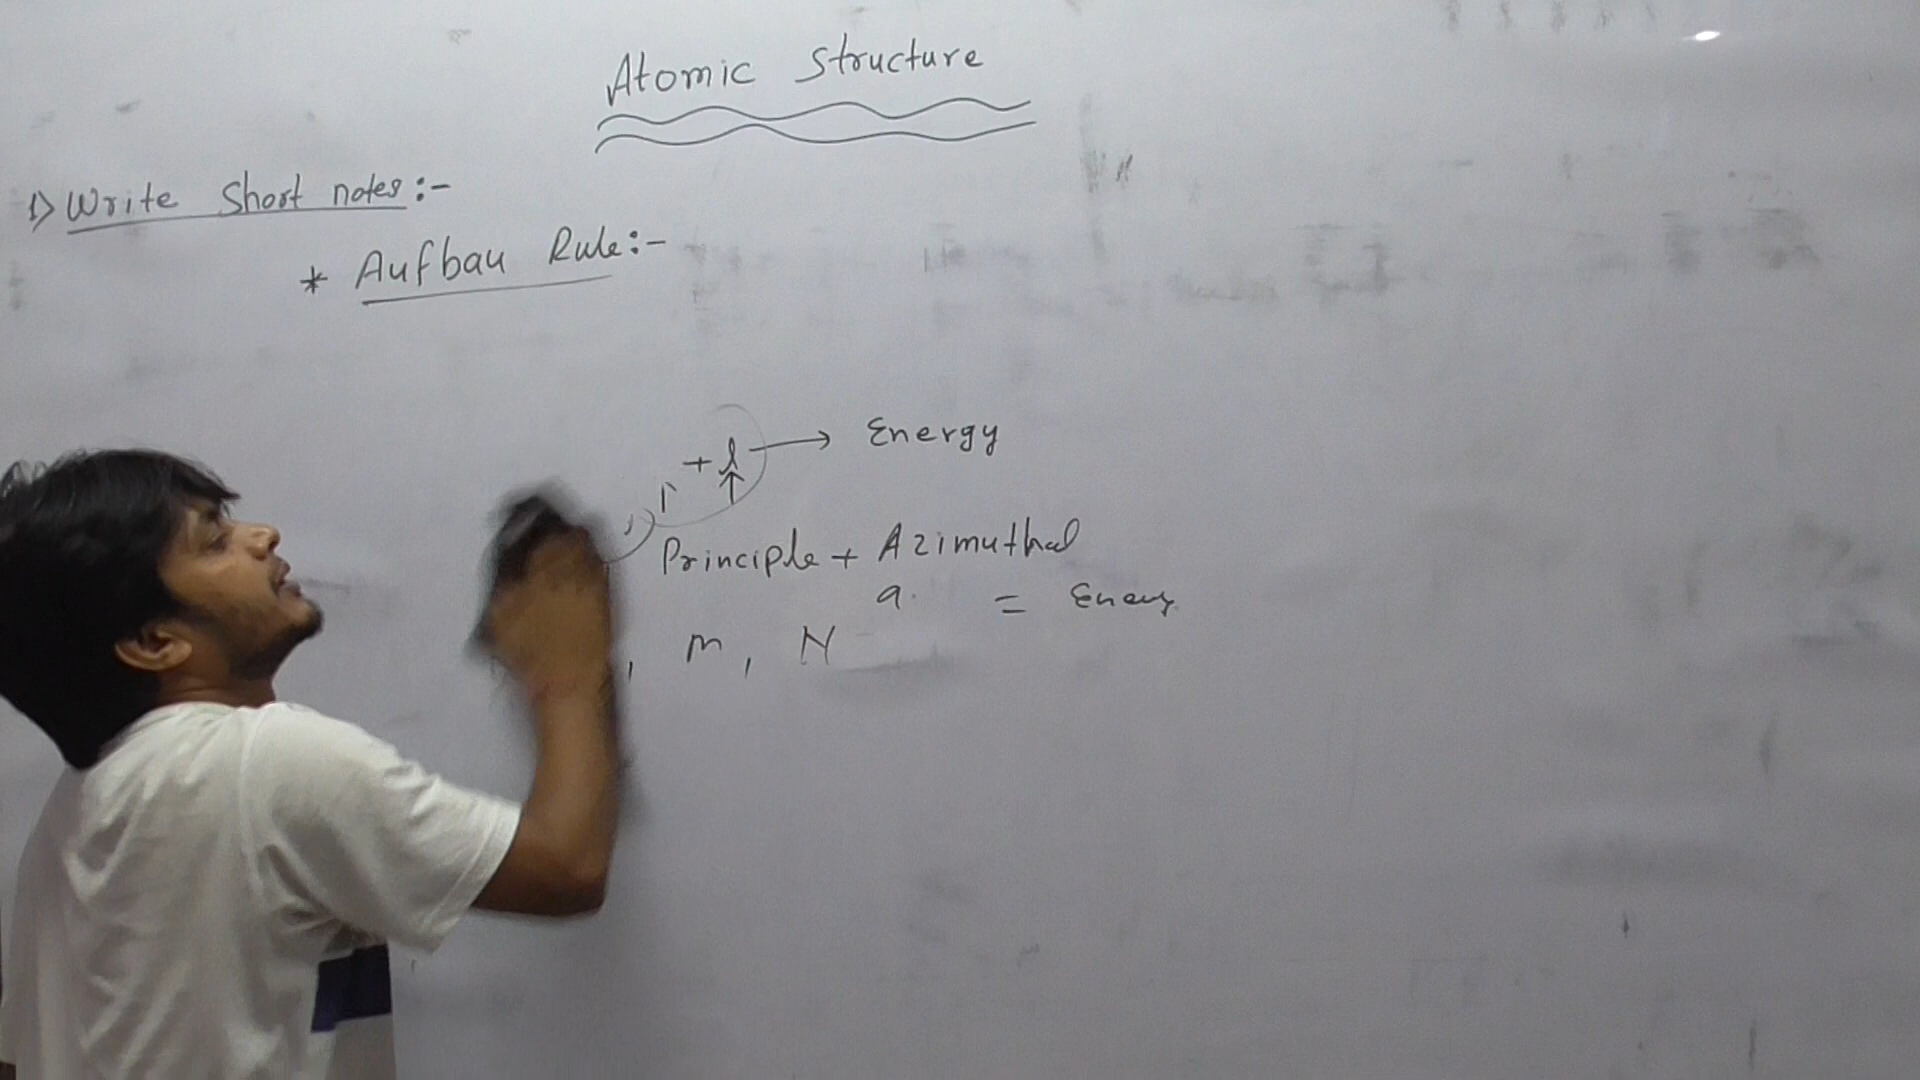 Atomic Structure
1) Write Short notes :-
* Aufbau Rule :-
+ l → Energy
Principle + Azimuthal
q. = Energy
, m, N